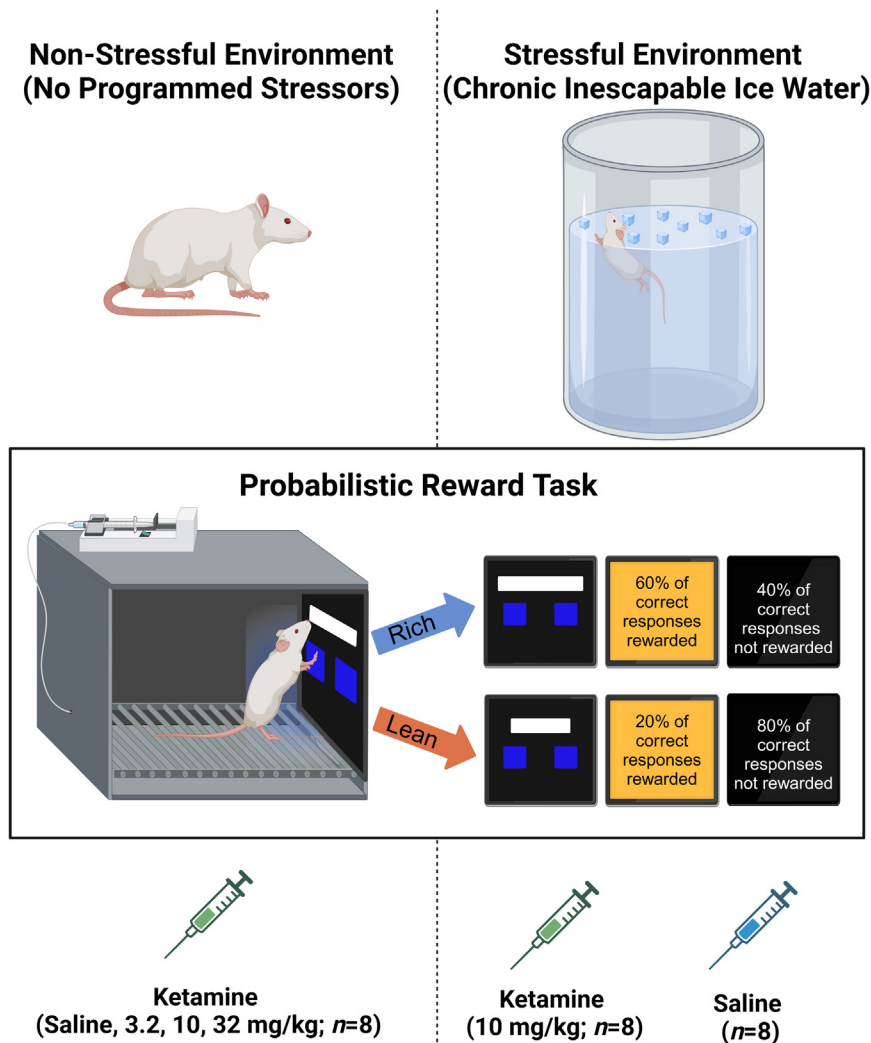 Non-Stressful Environment
(No Programmed Stressors)
Stressful Environment
(Chronic Inescapable Ice Water)
Probabilistic Reward Task
Rich
60% of
correct
responses
rewarded
40% of
correct
responses
not rewarded
Lean
20% of
correct
responses
rewarded
80% of
correct
responses
not rewarded
Ketamine
(Saline, 3.2, 10, 32 mg/kg; n=8)
Ketamine
(10 mg/kg; n=8)
Saline
(n=8)